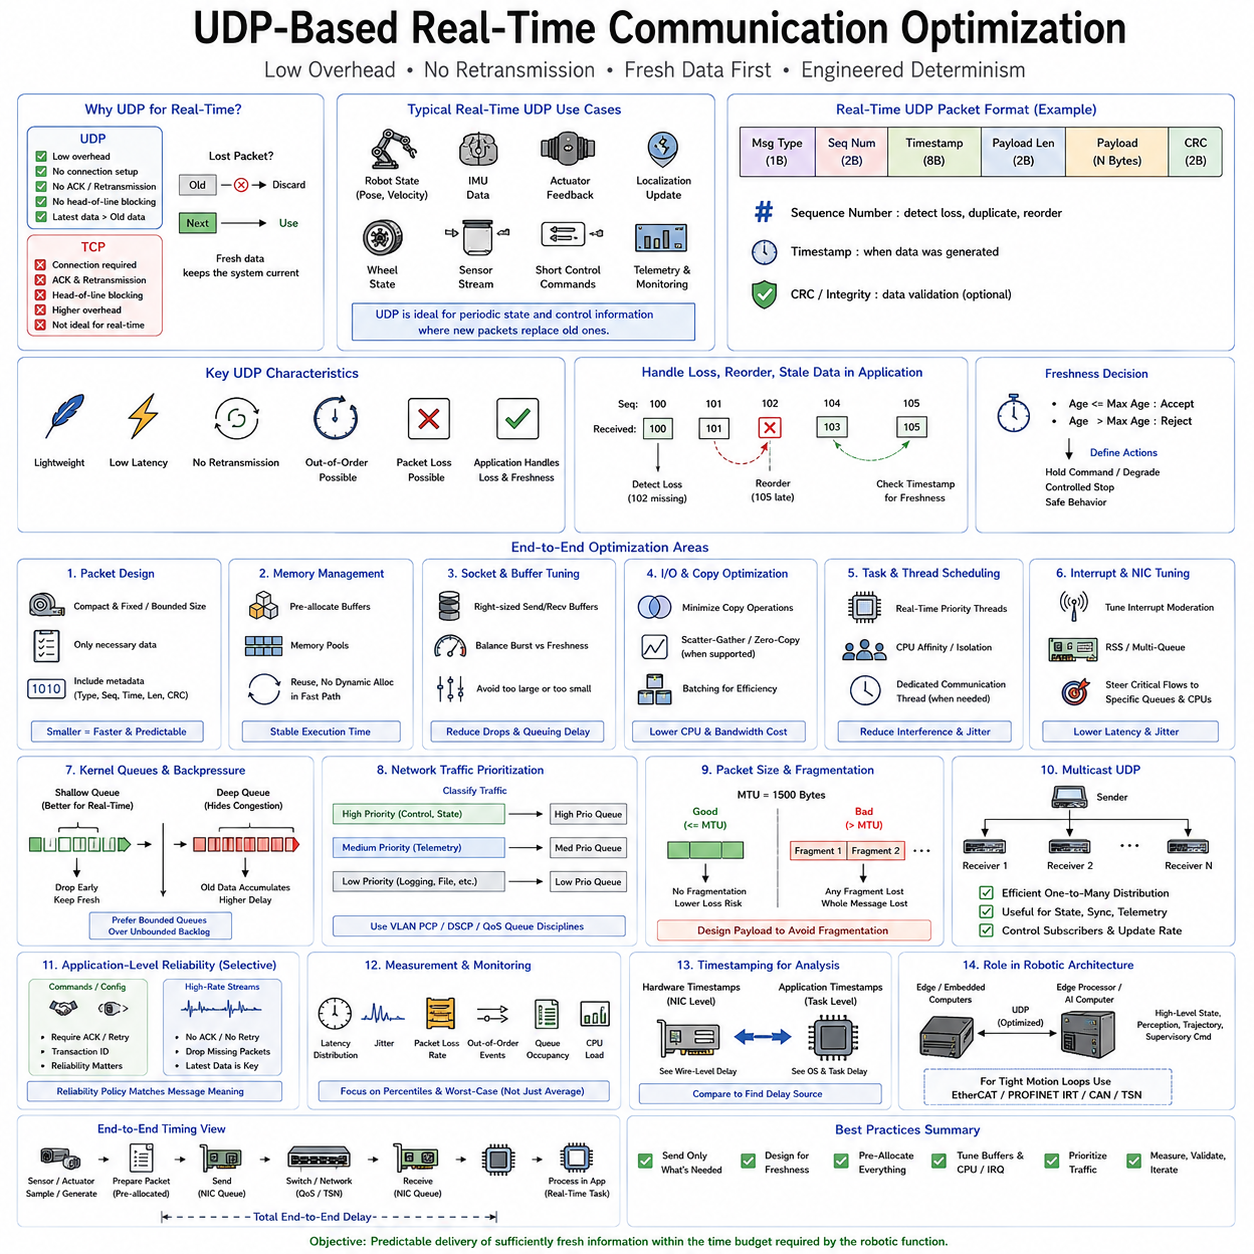 UDP-Based Real-Time Communication Optimization
Low Overhead • No Retransmission • Fresh Data First • Engineered Determinism
Why UDP for Real-Time?
UDP
Low overhead
No connection setup
No ACK / Retransmission
No head-of-line blocking
Latest data > Old data
TCP
Connection required
ACK & Retransmission
Head-of-line blocking
Higher overhead
Not ideal for real-time
Lost Packet?
Old
Discard
Next
Use
Fresh data
keeps the system current
Typical Real-Time UDP Use Cases
Robot State
(Pose, Velocity)
IMU
Data
Actuator
Feedback
Localization
Update
Wheel
State
Sensor
Stream
Short Control
Commands
Telemetry &
Monitoring
UDP is ideal for periodic state and control information
where new packets replace old ones.
Real-Time UDP Packet Format (Example)
Msg Type
(1B)
Seq Num
(2B)
Timestamp
(8B)
Payload Len
(2B)
Payload
(N Bytes)
CRC
(2B)
# Sequence Number : detect loss, duplicate, reorder
Timestamp : when data was generated
CRC / Integrity : data validation (optional)
Key UDP Characteristics
Lightweight
Low Latency
No Retransmission
Out-of-Order
Possible
Packet Loss
Possible
Application Handles
Loss & Freshness
Handle Loss, Reorder, Stale Data in Application
Seq: 100 101 102 104 105
Received: 100 101 103 105
Detect Loss
(102 missing)
Reorder
(105 late)
Check Timestamp
for Freshness
Freshness Decision
• Age <= Max Age : Accept
• Age > Max Age : Reject
Define Actions
Hold Command / Degrade
Controlled Stop
Safe Behavior
End-to-End Optimization Areas
1. Packet Design
Compact & Fixed / Bounded Size
Only necessary data
1010
Include metadata
(Type, Seq, Time, Len, CRC)
Smaller = Faster & Predictable
2. Memory Management
Pre-allocate Buffers
Memory Pools
Reuse, No Dynamic Alloc
in Fast Path
Stable Execution Time
3. Socket & Buffer Tuning
Right-sized Send/Recv Buffers
Balance Burst vs Freshness
Avoid too large or too small
Reduce Drops & Queuing Delay
4. I/O & Copy Optimization
Minimize Copy Operations
Scatter-Gather / Zero-Copy
(when supported)
Batching for Efficiency
Lower CPU & Bandwidth Cost
5. Task & Thread Scheduling
Real-Time Priority Threads
CPU Affinity / Isolation
Dedicated Communication
Thread (when needed)
Reduce Interference & Jitter
6. Interrupt & NIC Tuning
Tune Interrupt Moderation
RSS / Multi-Queue
Steer Critical Flows to
Specific Queues & CPUs
Lower Latency & Jitter
7. Kernel Queues & Backpressure
Shallow Queue
(Better for Real-Time)
Deep Queue
(Hides Congestion)
Drop Early
Keep Fresh
Old Data Accumulates
Higher Delay
Prefer Bounded Queues
Over Unbounded Backlog
8. Network Traffic Prioritization
Classify Traffic
High Priority (Control, State)
High Prio Queue
Medium Priority (Telemetry)
Med Prio Queue
Low Priority (Logging, File, etc.)
Low Prio Queue
Use VLAN PCP / DSCP / QoS Queue Disciplines
9. Packet Size & Fragmentation
MTU = 1500 Bytes
Good
(<= MTU)
Bad
(> MTU)
Fragment 1
Fragment 2
• • •
No Fragmentation
Lower Loss Risk
Any Fragment Lost
Whole Message Lost
Design Payload to Avoid Fragmentation
10. Multicast UDP
Sender
• • •
Receiver 1
Receiver 2
Receiver N
Efficient One-to-Many Distribution
Useful for State, Sync, Telemetry
Control Subscribers & Update Rate
11. Application-Level Reliability (Selective)
Commands / Config
• Require ACK / Retry
• Transaction ID
• Reliability Matters
High-Rate Streams
• No ACK / No Retry
• Drop Missing Packets
• Latest Data is Key
Reliability Policy Matches Message Meaning
12. Measurement & Monitoring
Latency
Distribution
Jitter
Packet Loss
Rate
Out-of-Order
Events
Queue
Occupancy
CPU
Load
Focus on Percentiles & Worst-Case (Not Just Average)
13. Timestamping for Analysis
Hardware Timestamps
(NIC Level)
Application Timestamps
(Task Level)
See Wire-Level Delay
See OS & Task Delay
Compare to Find Delay Source
14. Role in Robotic Architecture
Edge / Embedded
Computers
UDP
(Optimized)
Edge Processor /
AI Computer
High-Level State,
Perception, Trajectory,
Supervisory Cmd
For Tight Motion Loops Use
EtherCAT / PROFINET IRT / CAN / TSN
End-to-End Timing View
Sensor / Actuator
Sample / Generate
Prepare Packet
(Pre-allocated)
Send
(NIC Queue)
Switch / Network
(QoS / TSN)
Receive
(NIC Queue)
Process in App
(Real-Time Task)
Total End-to-End Delay
Best Practices Summary
Send Only
What's Needed
Design for
Freshness
Pre-Allocate
Everything
Tune Buffers &
CPU / IRQ
Prioritize
Traffic
Measure, Validate,
Iterate
Objective: Predictable delivery of sufficiently fresh information within the time budget required by the robotic function.